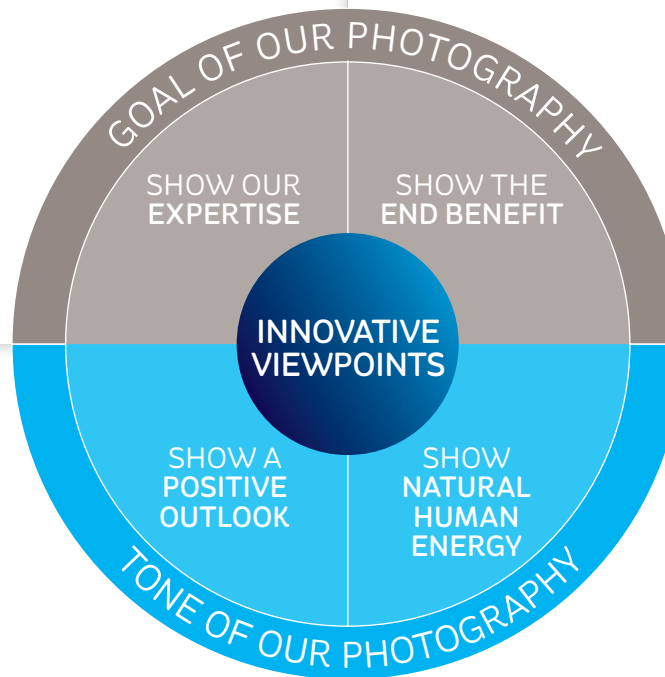 GOAL OF OUR PHOTOGRAPHY
SHOW OUR
EXPERTISE
SHOW THE
END BENEFIT
INNOVATIVE
VIEWPOINTS
SHOW A
POSITIVE
OUTLOOK
SHOW
NATURAL
HUMAN
ENERGY
TONE OF OUR PHOTOGRAPHY